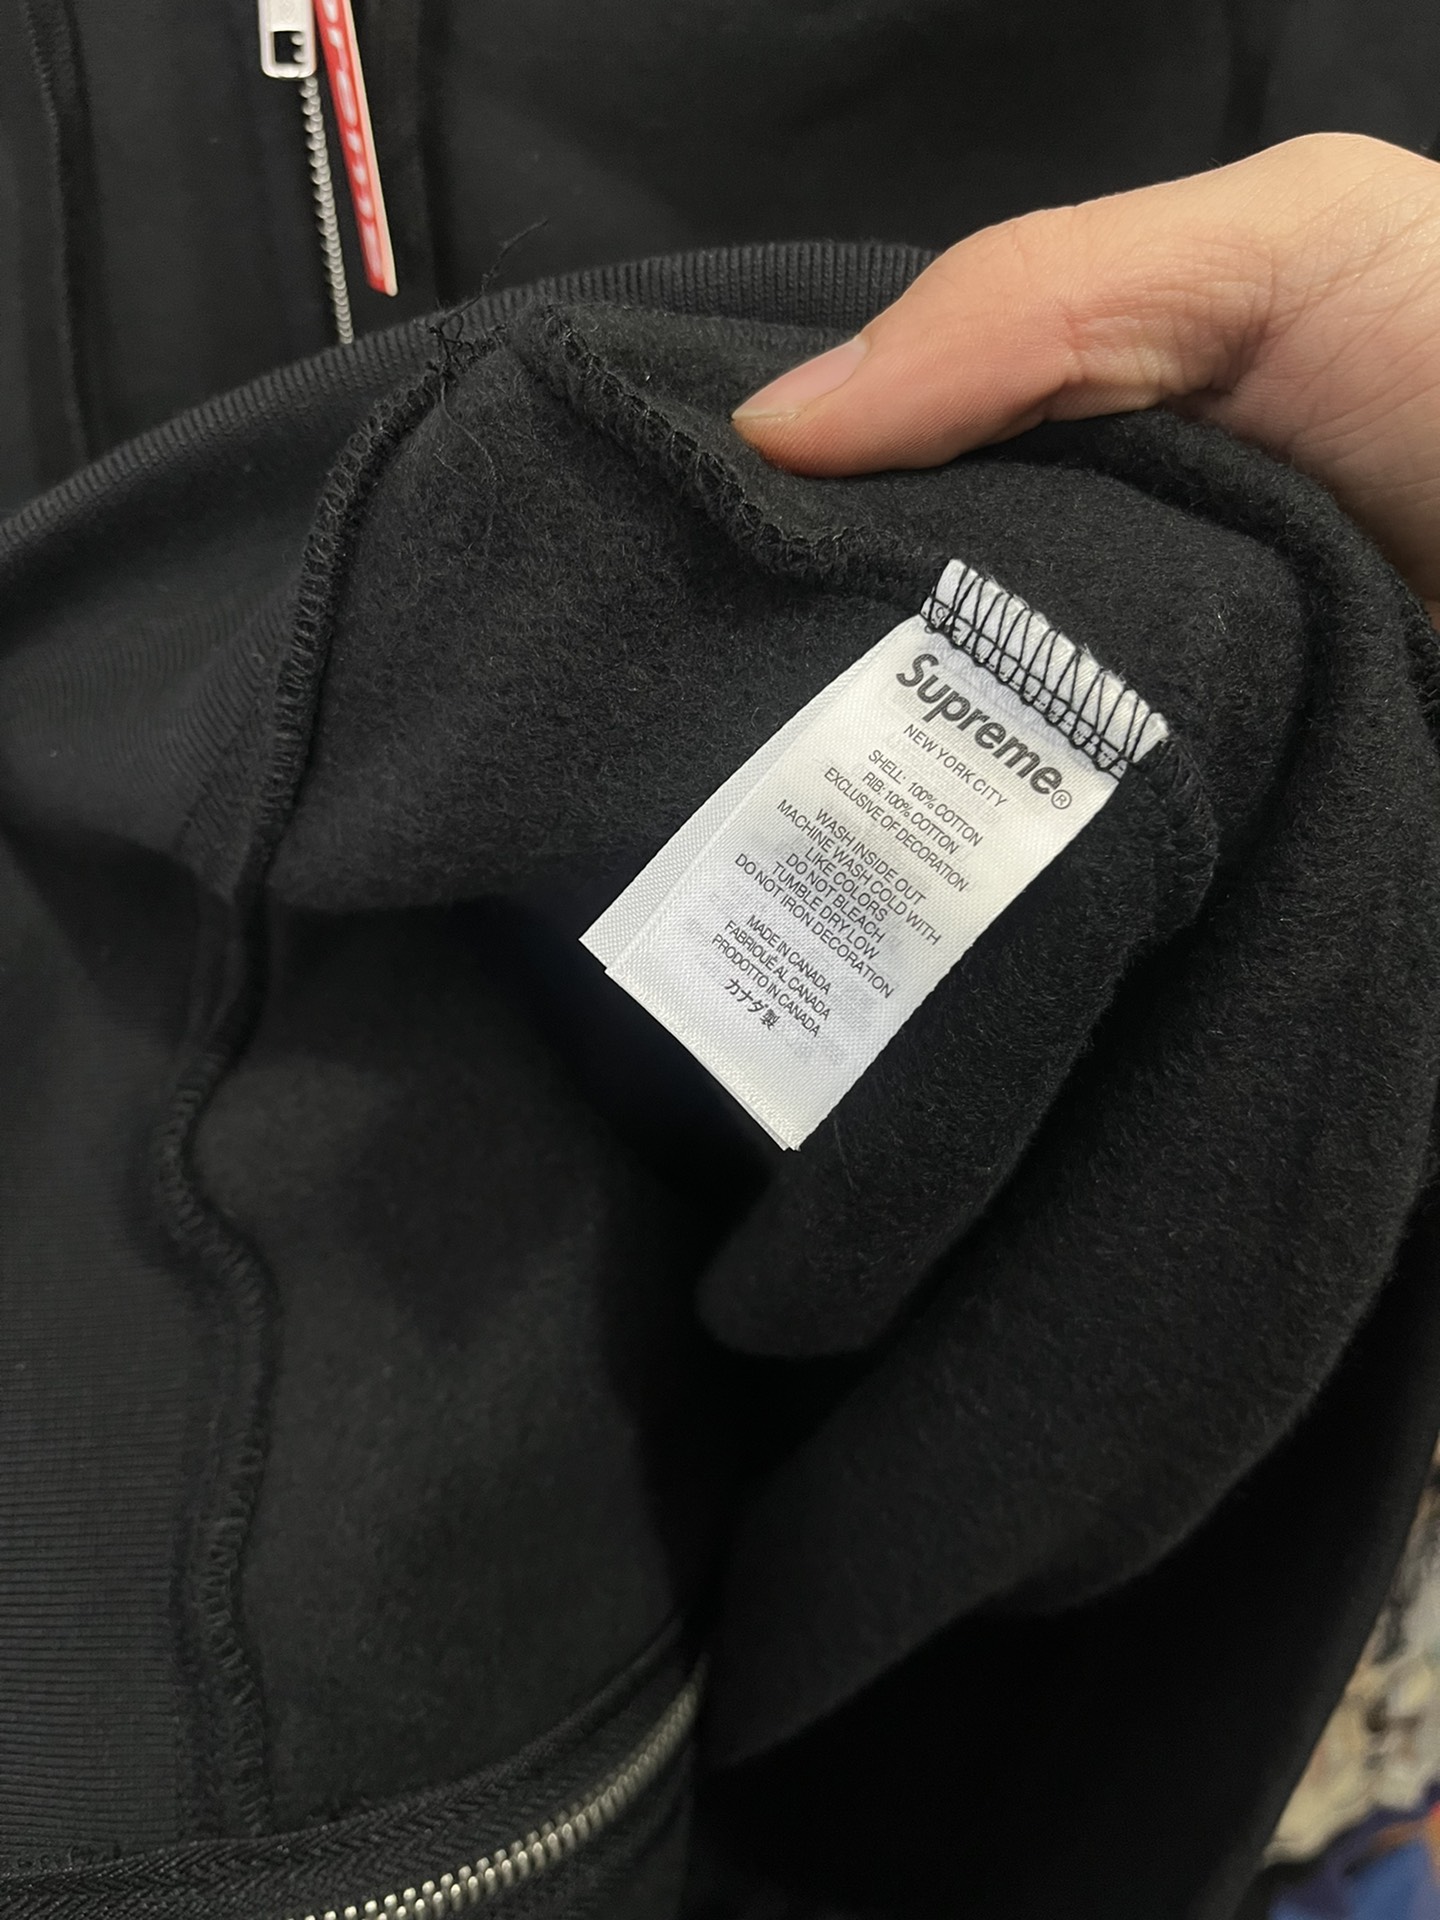 Supreme®
NEW YORK CITY
SHELL: 100% COTTON
RIB: 100% COTTON
EXCLUSIVE OF DECORATION
WASH INSIDE OUT
MACHINE WASH COLD WITH
LIKE COLORS
DO NOT BLEACH
TUMBLE DRY LOW
DO NOT IRON DECORATION
MADE IN CANADA
FABRIQUÉ AL CANADA
PRODOTTO IN CANADA
カナダ製